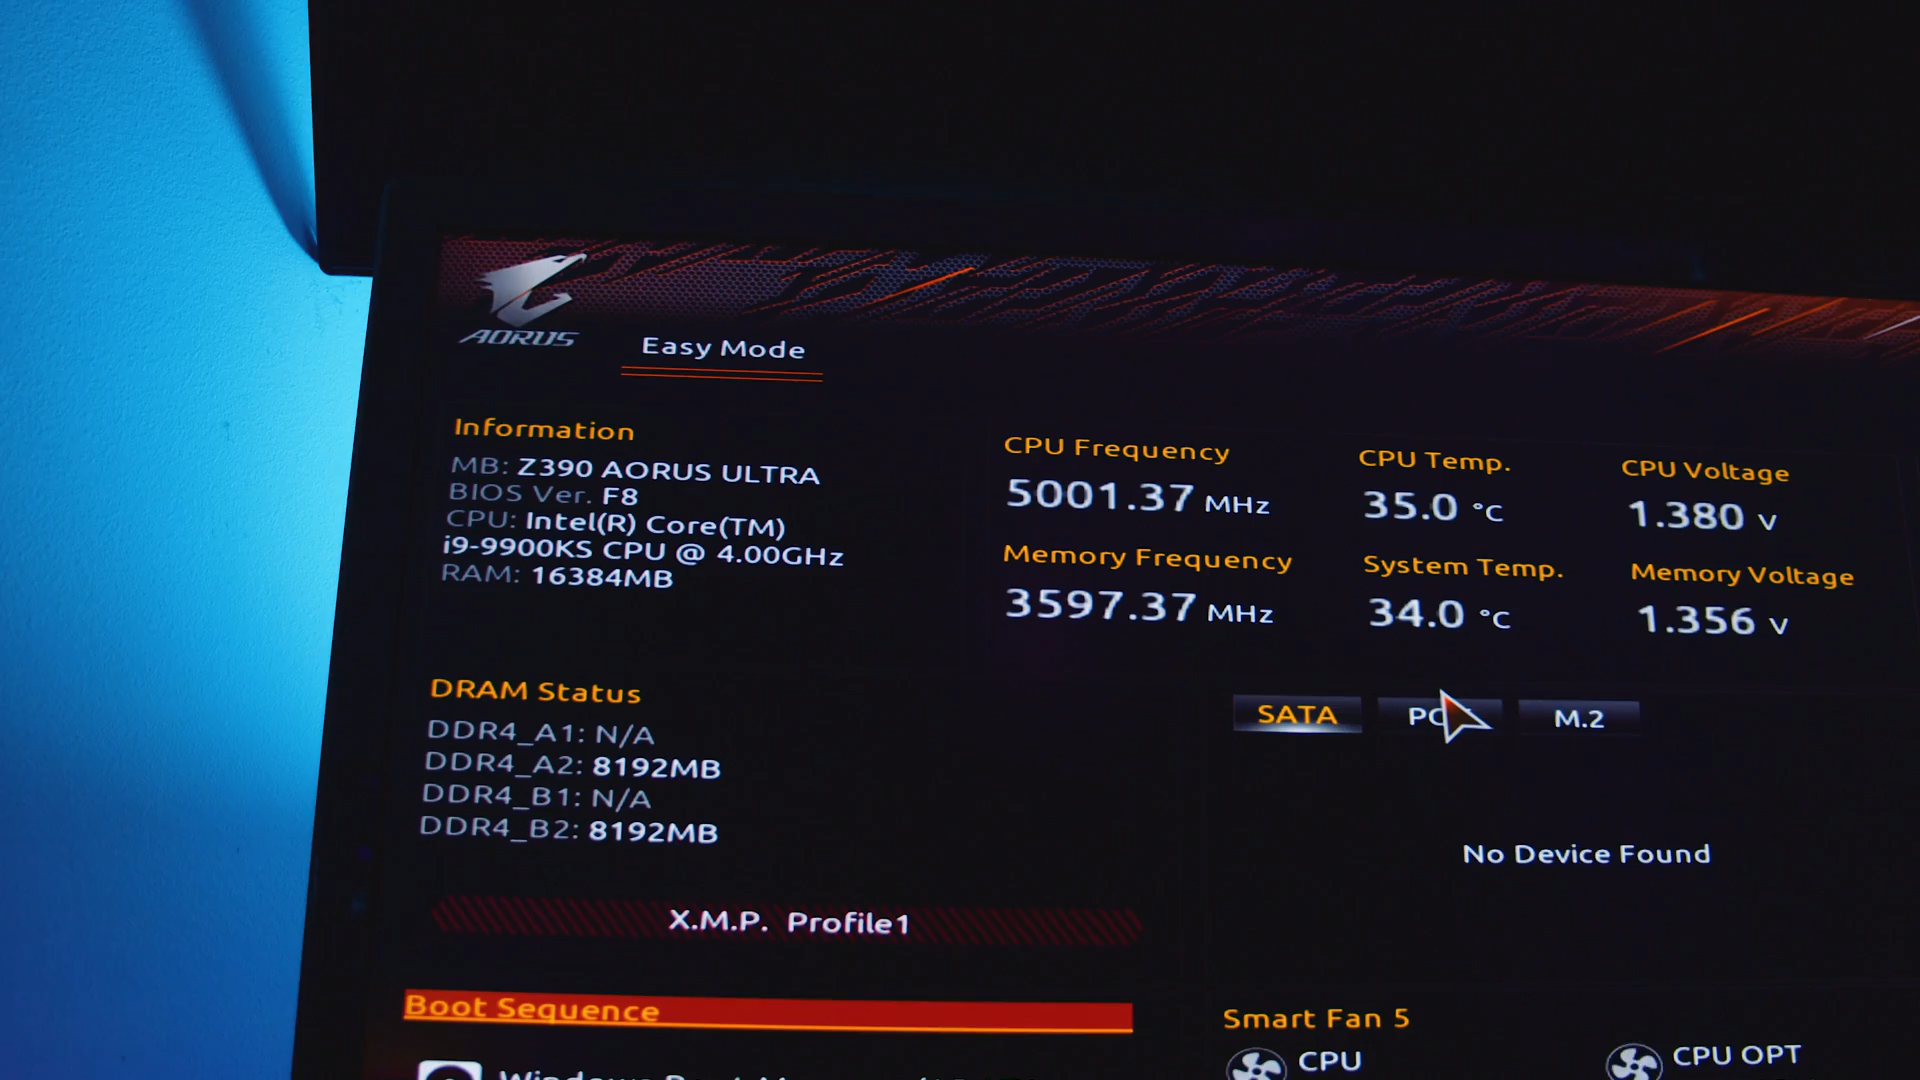 AORUS
Easy Mode
Information
MB: Z390 AORUS ULTRA
BIOS Ver. F8
CPU: Intel(R) Core(TM)
i9-9900KS CPU @ 4.00GHz
RAM: 16384MB
CPU Frequency
5001.37 MHz
CPU Temp.
35.0 °C
CPU Voltage
1.380 V
Memory Frequency
3597.37 MHz
System Temp.
34.0 °C
Memory Voltage
1.356 V
DRAM Status
DDR4_A1: N/A
DDR4_A2: 8192MB
DDR4_B1: N/A
DDR4_B2: 8192MB
X.M.P. Profile1
SATA
M.2
No Device Found
Boot Sequence
Smart Fan 5
CPU
CPU OPT